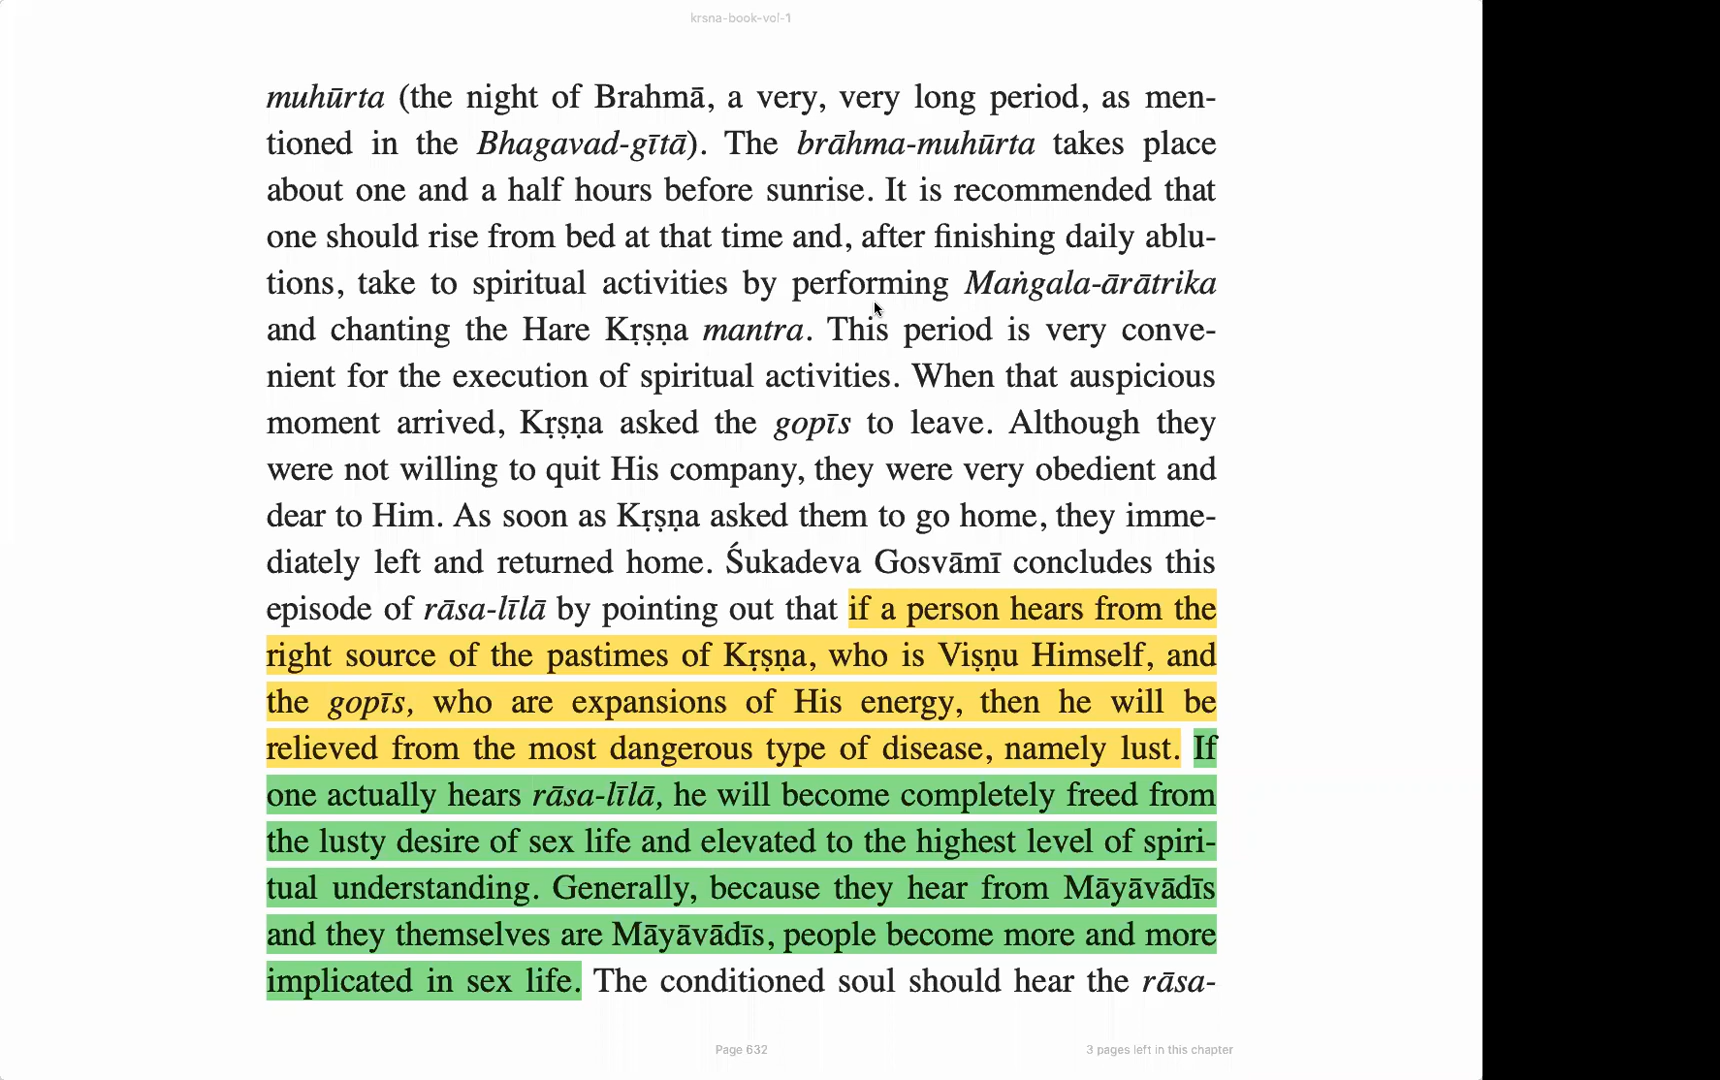 krsna-book-vol-1
muhūrta (the night of Brahmā, a very, very long period, as men-
tioned in the Bhagavad-gītā). The brāhma-muhūrta takes place
about one and a half hours before sunrise. It is recommended that
one should rise from bed at that time and, after finishing daily ablu-
tions, take to spiritual activities by performing Maṅgala-ārātrika
and chanting the Hare Kṛṣṇa mantra. This period is very conve-
nient for the execution of spiritual activities. When that auspicious
moment arrived, Kṛṣṇa asked the gopīs to leave. Although they
were not willing to quit His company, they were very obedient and
dear to Him. As soon as Kṛṣṇa asked them to go home, they imme-
diately left and returned home. Śukadeva Gosvāmī concludes this
episode of rāsa-līlā by pointing out that if a person hears from the
right source of the pastimes of Kṛṣṇa, who is Viṣṇu Himself, and
the gopīs, who are expansions of His energy, then he will be
relieved from the most dangerous type of disease, namely lust. If
one actually hears rāsa-līlā, he will become completely freed from
the lusty desire of sex life and elevated to the highest level of spiri-
tual understanding. Generally, because they hear from Māyāvādīs
and they themselves are Māyāvādīs, people become more and more
implicated in sex life. The conditioned soul should hear the rāsa-
Page 632
3 pages left in this chapter